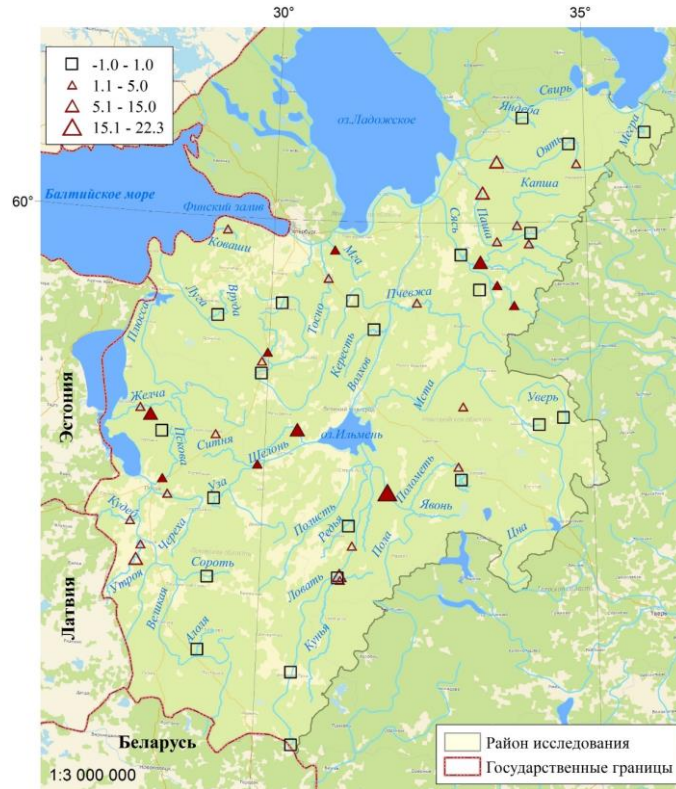 30°
35°
-1.0 - 1.0
1.1 - 5.0
5.1 - 15.0
15.1 - 22.3
Свирь
Яндеба
оз.Ладожское
Оять
Мегра
Капша
60°
Балтийское море
Финский залив
Сясь
Паша
Коваши
Мга
Луга
Вруда
Тосно
Пчевжа
Плюсса
Кересть
Волхов
Эстония
Желча
Мста
Уверь
Пскова
Ситня
Шелонь
оз.Ильмень
Полометь
Уза
Явонь
Кудеб
Череха
Полисть
Редья
Пола
Цна
Утроя
Сороть
Ловать
Латвия
Великая
Кунья
Алоля
Беларусь
Район исследования
Государственные границы
1:3 000 000